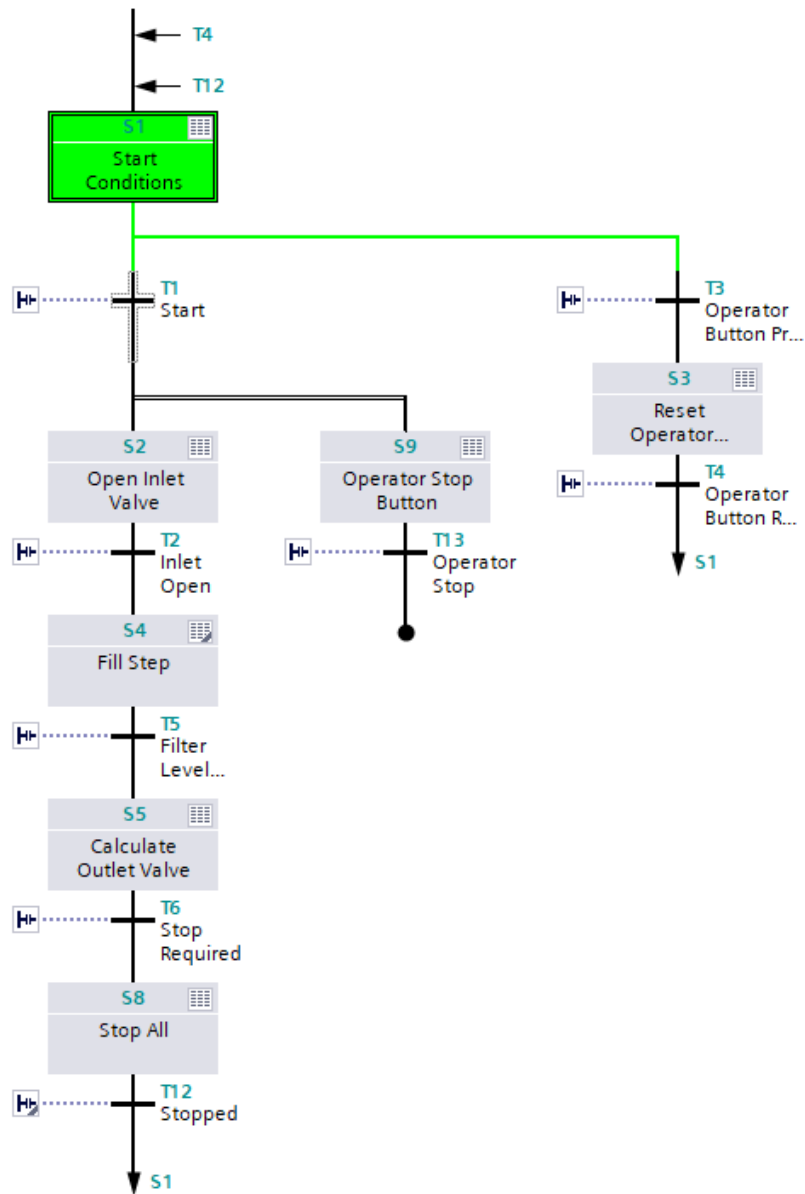 T4
T12
S1
Start
Conditions
T1
Start
T3
Operator
Button Pr...
S3
Reset
Operator...
T4
Operator
Button R...
S1
S2
Open Inlet
Valve
S9
Operator Stop
Button
T2
Inlet
Open
T13
Operator
Stop
S4
Fill Step
T5
Filter
Level...
S5
Calculate
Outlet Valve
T6
Stop
Required
S8
Stop All
T12
Stopped
S1